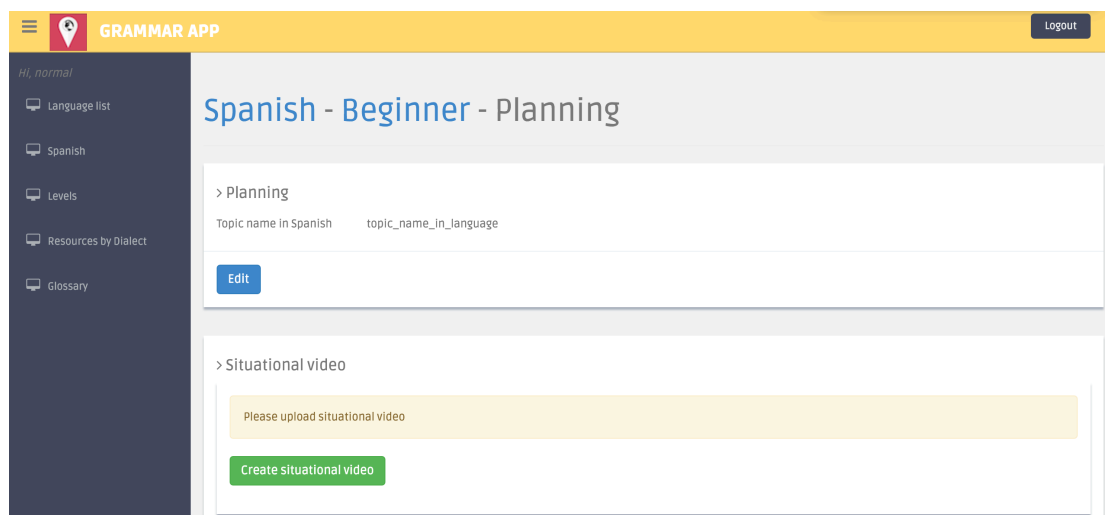 GRAMMAR APP
Logout
Hi, normal
Language list
Spanish
Levels
Resources by Dialect
Glossary
Spanish - Beginner - Planning
> Planning
Topic name in Spanish topic_name_in_language
Edit
> Situational video
Please upload situational video
Create situational video